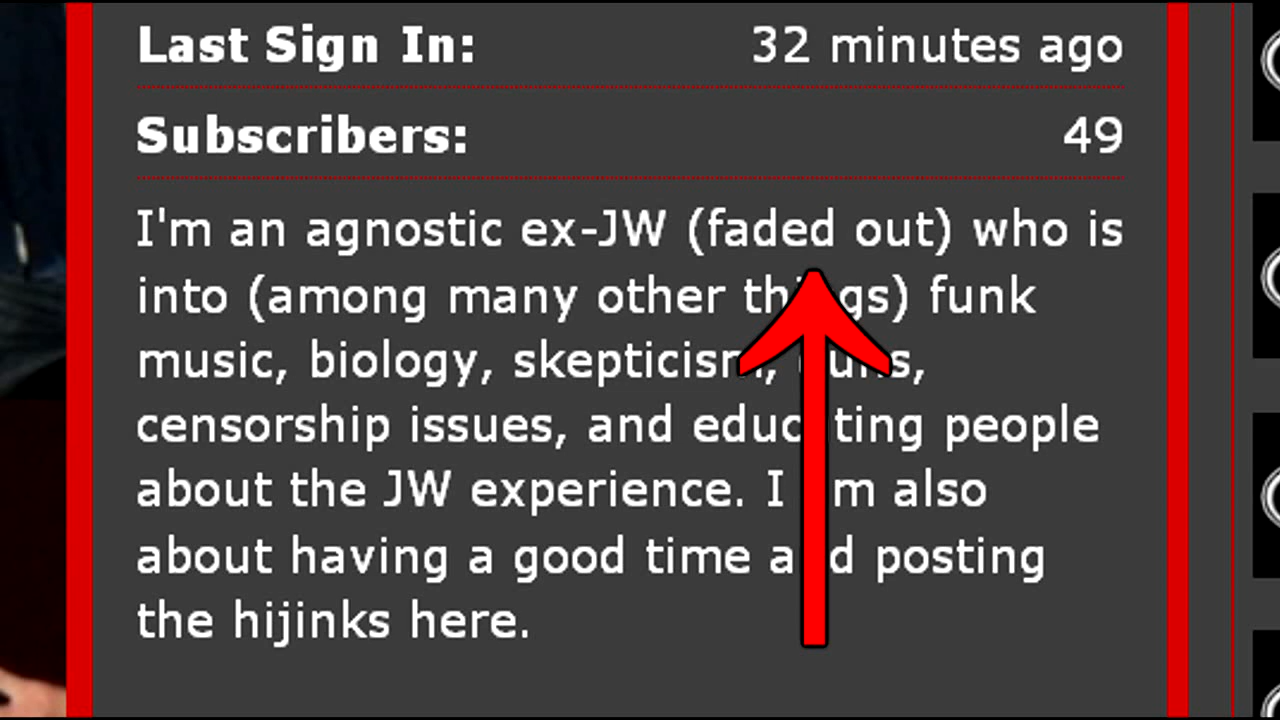 Last Sign In: 32 minutes ago
Subscribers: 49
I'm an agnostic ex-JW (faded out) who is
into (among many other things) funk
music, biology, skepticism,
censorship issues, and educating people
about the JW experience. I am also
about having a good time and posting
the hijinks here.